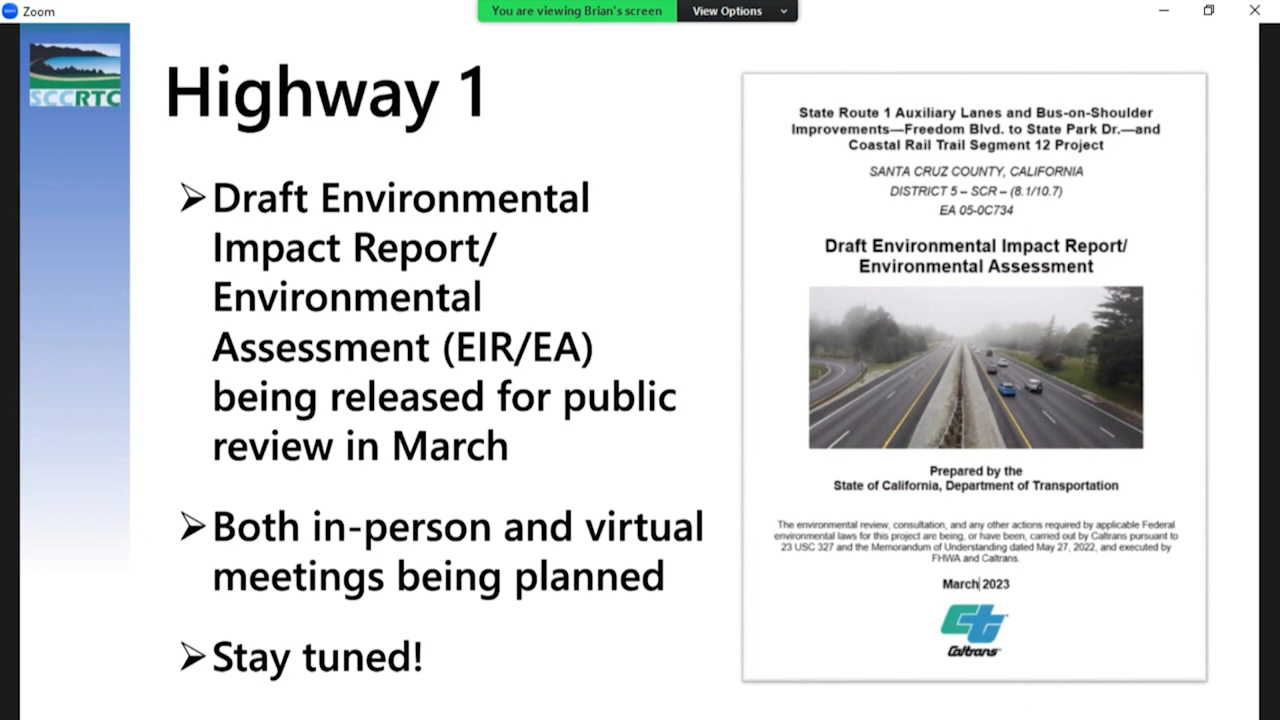 Zoom
You are viewing Brian's screen
View Options
SCCRTC
Highway 1
Draft Environmental
Impact Report/
Environmental
Assessment (EIR/EA)
being released for public
review in March
Both in-person and virtual
meetings being planned
Stay tuned!
State Route 1 Auxiliary Lanes and Bus-on-Shoulder
Improvements—Freedom Blvd. to State Park Dr.—and
Coastal Rail Trail Segment 12 Project
SANTA CRUZ COUNTY, CALIFORNIA
DISTRICT 5 – SCR – (8.1/10.7)
EA 05-0C734
Draft Environmental Impact Report/
Environmental Assessment
Prepared by the
State of California, Department of Transportation
The environmental review, consultation, and any other actions required by applicable Federal
environmental laws for this project are being, or have been, carried out by Caltrans pursuant to
23 USC 327 and the Memorandum of Understanding dated May 27, 2022, and executed by
FHWA and Caltrans.
March 2023
Caltrans